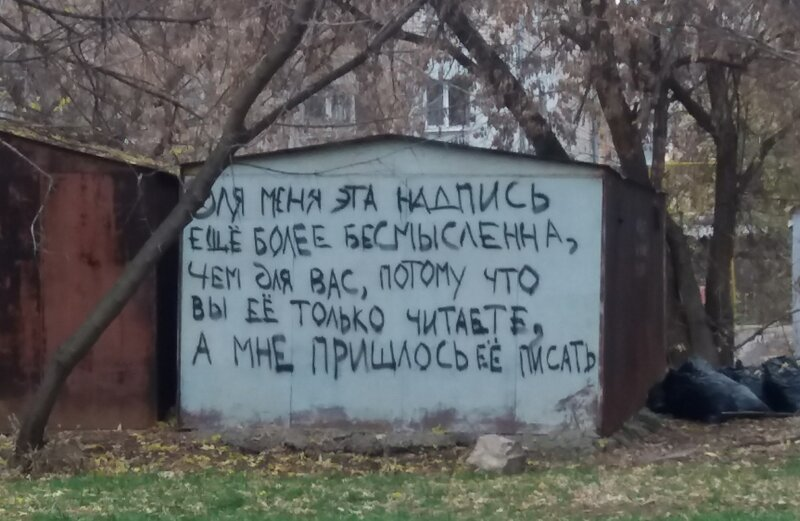 для меня эта надпись
ещё более бесмысленна,
чем для вас, потому что
вы её только читаете,
а мне пришлось её писать